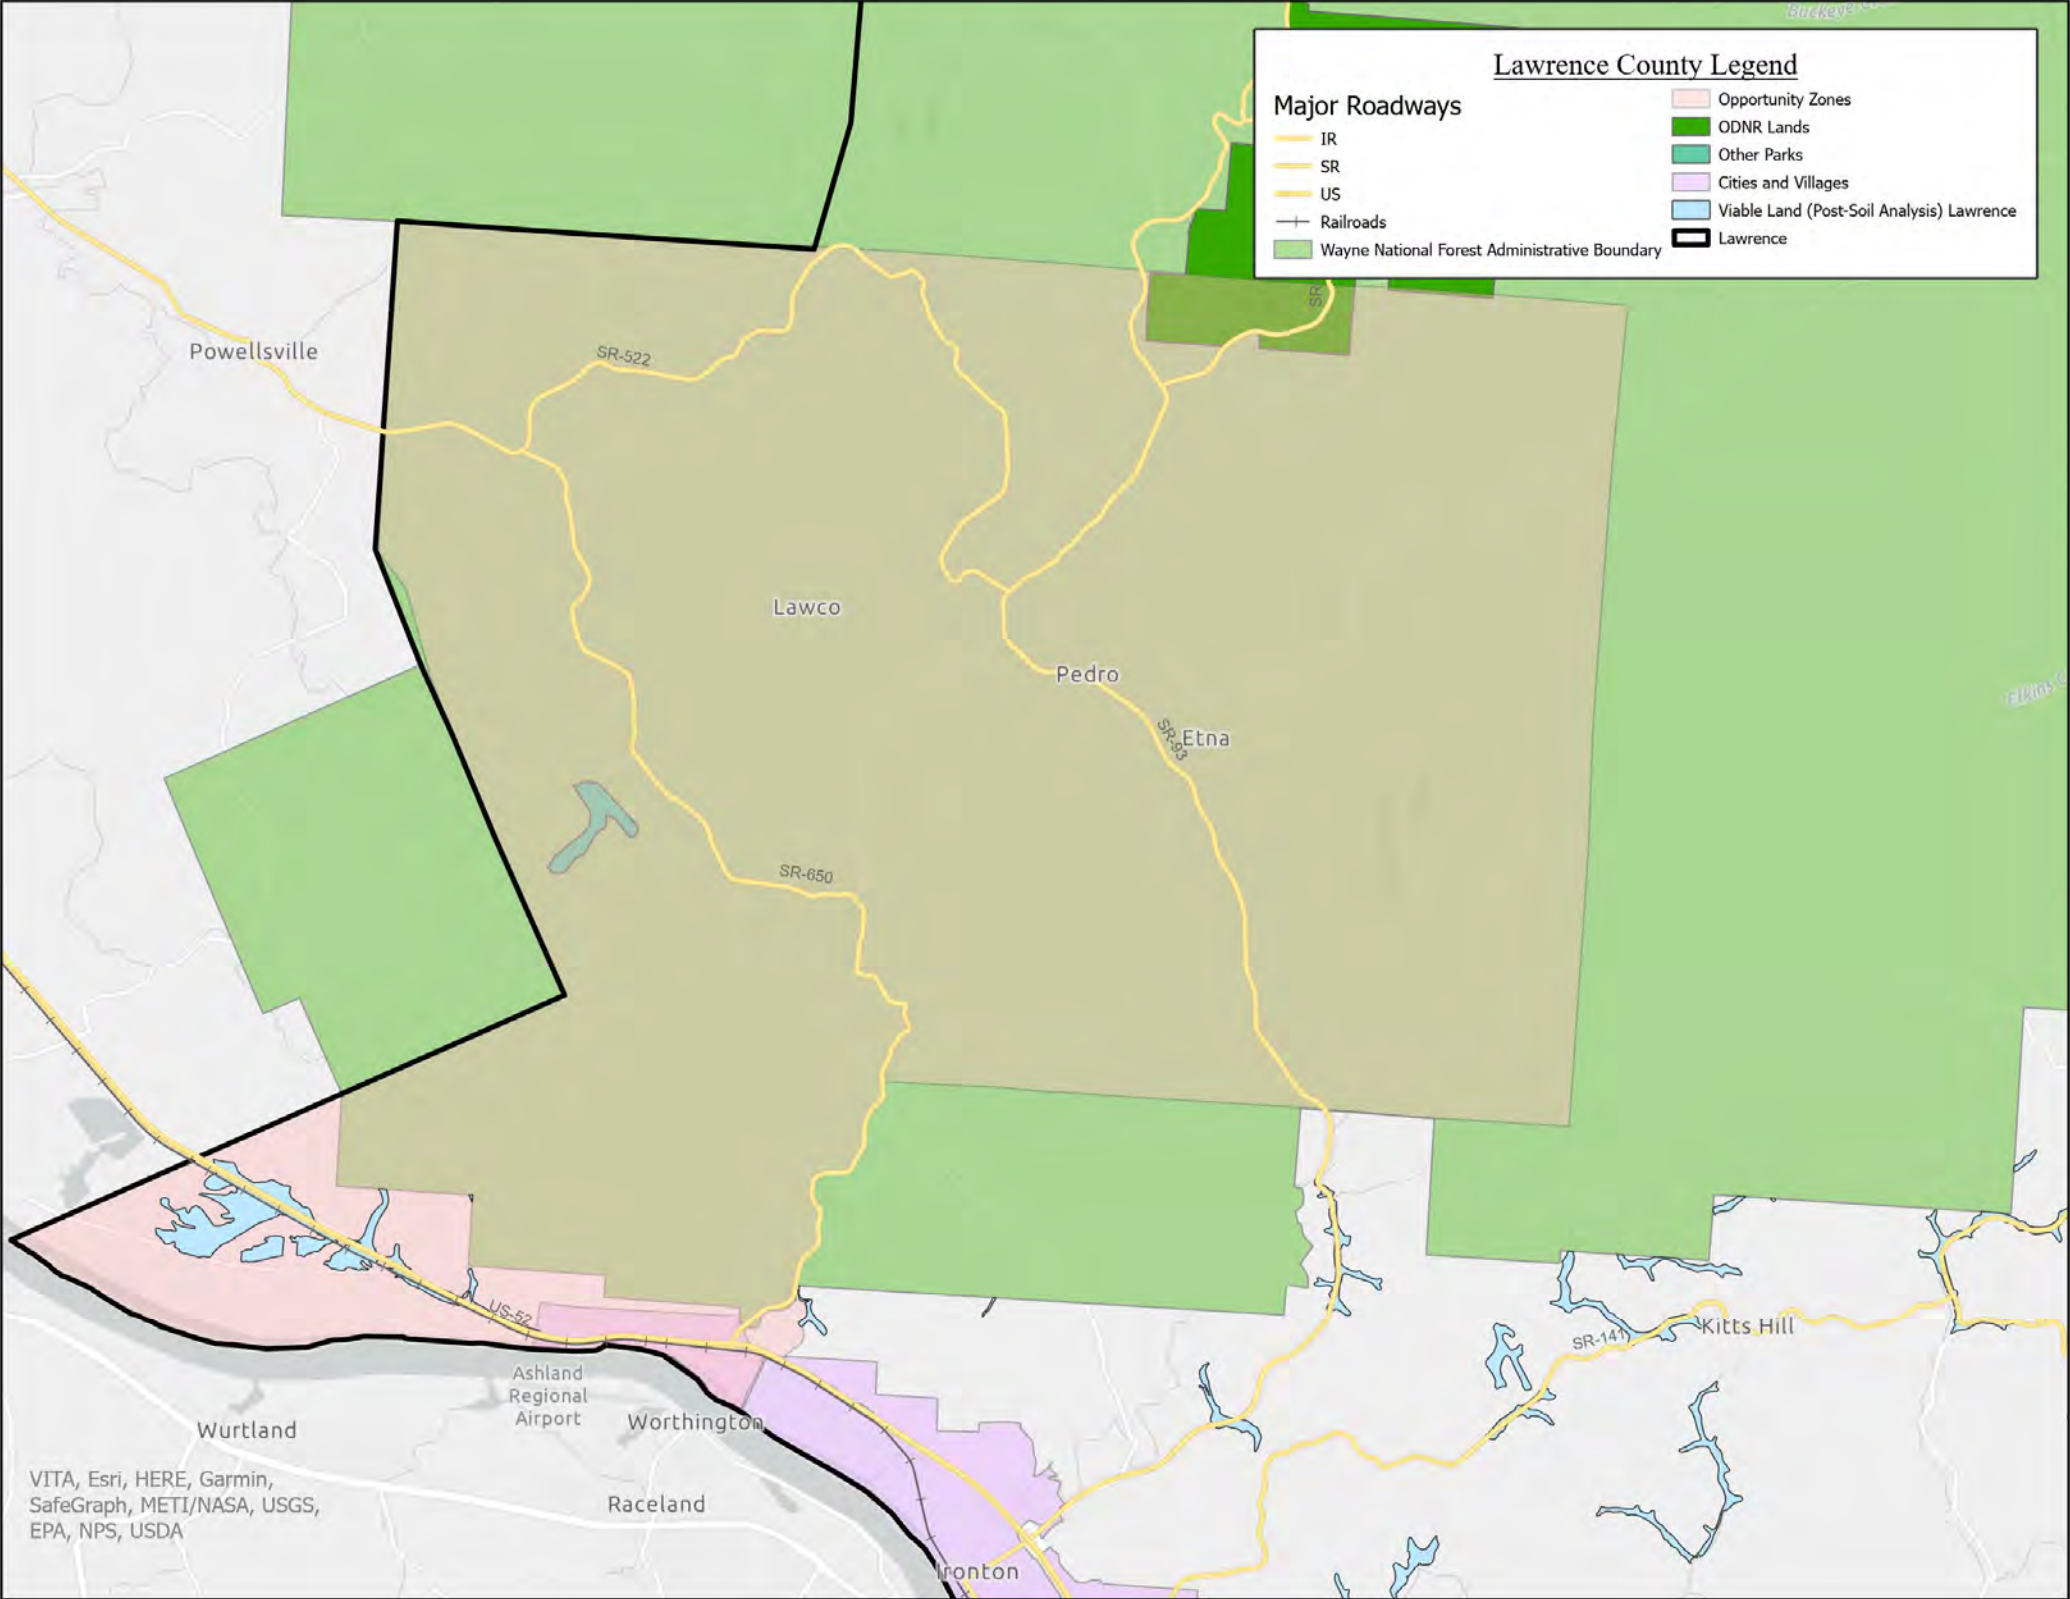 Buckeye
Lawrence County Legend
Major Roadways
IR
SR
US
Railroads
Wayne National Forest Administrative Boundary
Opportunity Zones
ODNR Lands
Other Parks
Cities and Villages
Viable Land (Post-Soil Analysis) Lawrence
Lawrence
SR
Powellsville
SR-522
Lawco
Pedro
Elkins
SR-93
Etna
SR-650
US-52
SR-141
Kitts Hill
Ashland
Regional
Airport
Wurtland
Worthington
Raceland
Ironton
VITA, Esri, HERE, Garmin,
SafeGraph, METI/NASA, USGS,
EPA, NPS, USDA